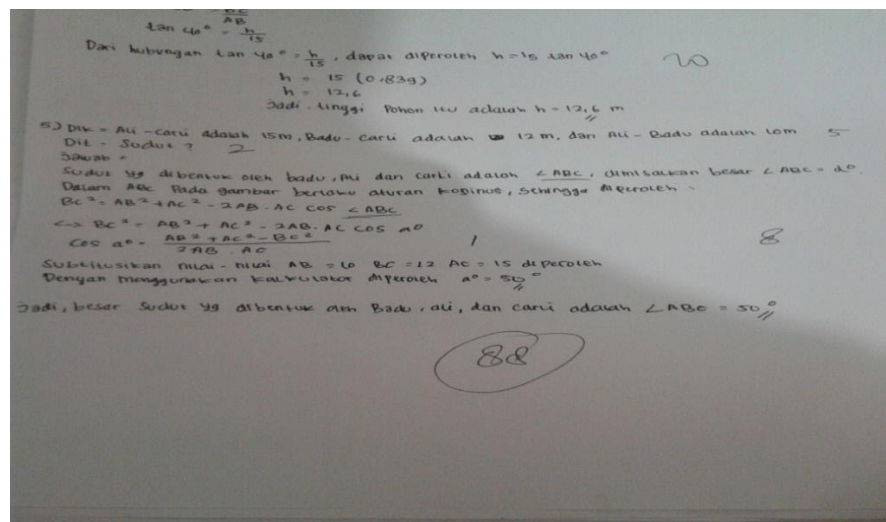 AB
tan 40° = h/15
Dari hubungan tan 40° = h/15, dapat diperoleh h = 15 tan 40°
20
h = 15 (0,839)
h = 12,6
Jadi, tinggi Pohon itu adalah h = 12,6 m
5) Dik = Ali - Carli adalah 15m, Badu - Carli adalah 12 m, dan Ali - Badu adalah 10m
5
Dit = Sudut ?
2
Jawab =
Sudut yg dibentuk oleh badu, Ali dan Carli adalah ∠ABC, dimisalkan besar ∠ABC = α°.
Dalam ABC Pada gambar berlaku aturan kosinus, sehingga diperoleh.
BC² = AB² + AC² - 2AB. AC cos ∠ABC
<-> BC² = AB² + AC² - 2AB. AC cos α°
Cos α° = AB² + AC² - BC² / 2AB . AC
1
8
Substitusikan nilai - nilai AB = 10 BC = 12 AC = 15 diperoleh
Dengan menggunakan kalkulator diperoleh α° = 50°
Jadi, besar Sudut yg dibentuk oleh Badu, ali, dan Carli adalah ∠ABC = 50°
88